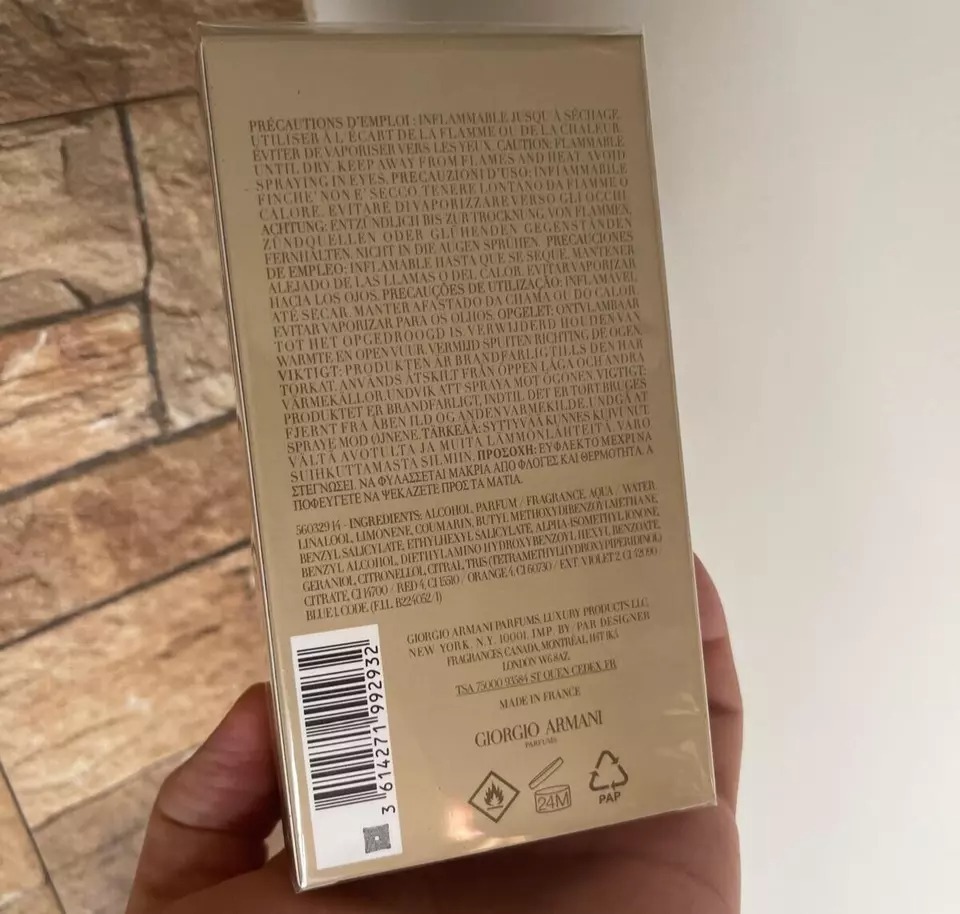 PRÉCAUTIONS D'EMPLOI : INFLAMMABLE JUSQU'À SÉCHAGE.
UTILISER À L'ÉCART DE LA FLAMME OU DE LA CHALEUR.
ÉVITER DE VAPORISER VERS LES YEUX. CAUTION: FLAMMABLE
UNTIL DRY. KEEP AWAY FROM FLAMES AND HEAT. AVOID
SPRAYING IN EYES. PRECAUZIONI D'USO: INFIAMMABILE
FINCHE' NON E' SECCO TENERE LONTANO DA FIAMME O
CALORE. EVITARE DI VAPORIZZARE VERSO GLI OCCHI
ACHTUNG: ENTZÜNDLICH BIS ZUR TROCKNUNG. VON FLAMMEN,
ZÜNDQUELLEN ODER GLÜHENDEN GEGENSTÄNDEN
FERNHALTEN. NICHT IN DIE AUGEN SPRÜHEN. PRECAUCIONES
DE EMPLEO: INFLAMABLE HASTA QUE SE SEQUE. MANTENER
ALEJADO DE LAS LLAMAS O DEL CALOR. EVITAR VAPORIZAR
HACIA LOS OJOS. PRECAUÇÕES DE UTILIZAÇÃO: INFLAMÁVEL
ATÉ SECAR. MANTER AFASTADO DA CHAMA OU DO CALOR.
EVITAR VAPORIZAR PARA OS OLHOS. OPGELET: ONTVLAMBAAR
TOT HET OPGEDROOGD IS VERWIJDERD HOUDEN VAN
WARMTE EN OPEN VUUR. VERMIJD SPUITEN RICHTING DE OGEN.
VIKTIGT: PRODUKTEN ÄR BRANDFARLIG TILLS DEN HAR
TORKAT. ANVÄNDS ÅTSKILT FRÅN ÖPPEN LÅGA OCH ANDRA
VÄRMEKÄLLOR. UNDVIK ATT SPRAYA MOT ÖGONEN. VIGTIGT:
PRODUKTET ER BRANDFARLIGT, INDTIL DET ER TØRT. BRUGES
FJERNT FRA ÅBEN ILD OG ANDEN VARMEKILDE. UNDGÅ AT
SPRAYE MOD ØJNENE. TÄRKEÄÄ: SYTTYVÄÄ KUNNES KUIVUNUT.
VÄLTÄ AVOTULTA JA MUITA LÄMMÖNLÄHTEITÄ. VARO
SUIHKUTTAMASTA SILMIIN. ΠΡΟΣΟΧΗ: ΕΥΦΛΕΚΤΟ ΜΕΧΡΙ ΝΑ
ΣΤΕΓΝΩΣΕΙ. ΝΑ ΦΥΛΑΣΣΕΤΑΙ ΜΑΚΡΙΑ ΑΠΟ ΦΛΟΓΕΣ ΚΑΙ ΘΕΡΜΟΤΗΤΑ. Α
ΠΟΦΕΥΓΕΤΕ ΝΑ ΨΕΚΑΖΕΤΕ ΠΡΟΣ ΤΑ ΜΑΤΙΑ.
560329 14 - INGREDIENTS: ALCOHOL, PARFUM / FRAGRANCE, AQUA / WATER
LINALOOL, LIMONENE, COUMARIN, BUTYL METHOXYDIBENZOYLMETHANE,
BENZYL SALICYLATE, ETHYLHEXYL SALICYLATE, ALPHA-ISOMETHYL IONONE,
BENZYL ALCOHOL, DIETHYLAMINO HYDROXYBENZOYL HEXYL BENZOATE,
GERANIOL, CITRONELLOL, CITRAL, TRIS (TETRAMETHYLHYDROXYPIPERIDINOL)
CITRATE, CI 14700 / RED 4, CI 15510 / ORANGE 4, CI 60730 / EXT. VIOLET 2, CI 42090 /
BLUE 1. CODE (F.I.L. B224052/1)
GIORGIO ARMANI PARFUMS, LUXURY PRODUCTS LLC,
NEW YORK, N.Y. 10001. IMP. BY / PAR DESIGNER
FRAGRANCES, CANADA, MONTRÉAL, H6T 1K5
LONDON W6 8AZ.
TSA 75000 93584 ST OUEN CEDEX, FR
MADE IN FRANCE
GIORGIO ARMANI
PARFUMS
24M
PAP
3 614271 992932